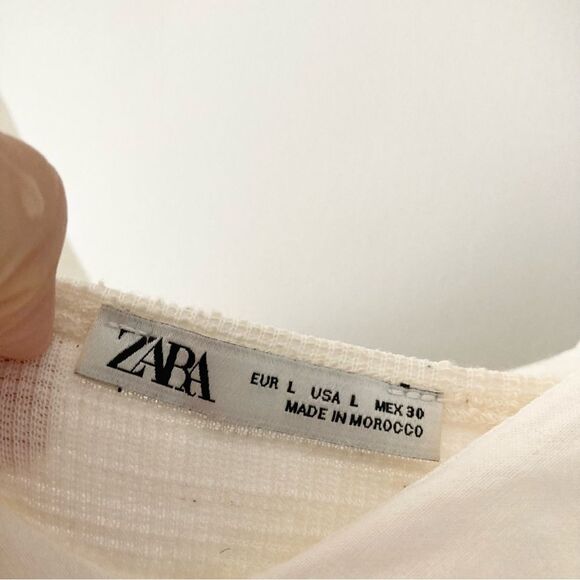 ZARA
EUR L USA L MEX 30
MADE IN MOROCCO